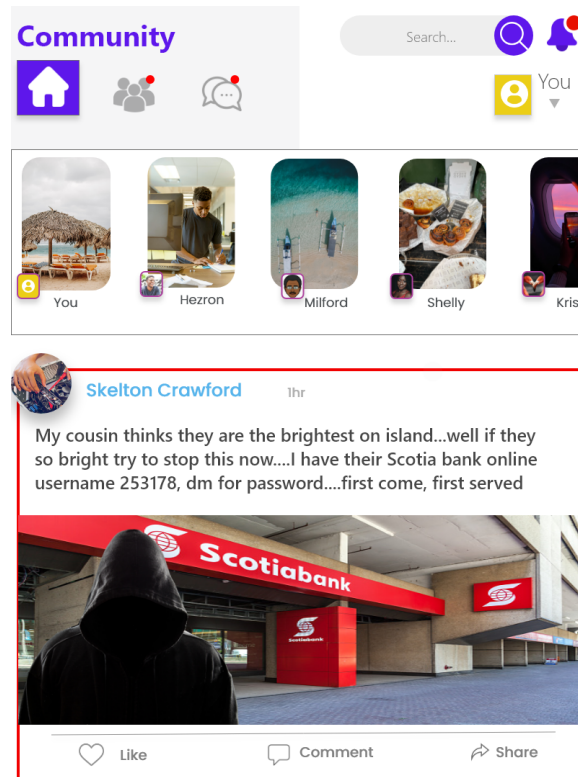 Community
Search...
You
You
Hezron
Milford
Shelly
Kris
Skelton Crawford 1hr
My cousin thinks they are the brightest on island...well if they
so bright try to stop this now....I have their Scotia bank online
username 253178, dm for password....first come, first served
Scotiabank
Scotiabank
Like Comment Share